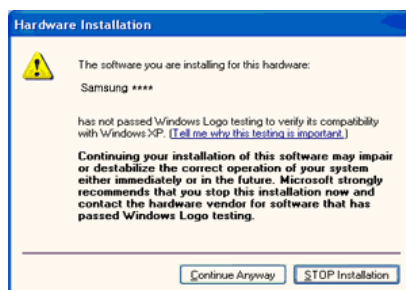 Hardware Installation
The software you are installing for this hardware:
Samsung ****
has not passed Windows Logo testing to verify its compatibility
with Windows XP. (Tell me why this testing is important.)
Continuing your installation of this software may impair
or destabilize the correct operation of your system
either immediately or in the future. Microsoft strongly
recommends that you stop this installation now and
contact the hardware vendor for software that has
passed Windows Logo testing.
Continue Anyway
STOP Installation